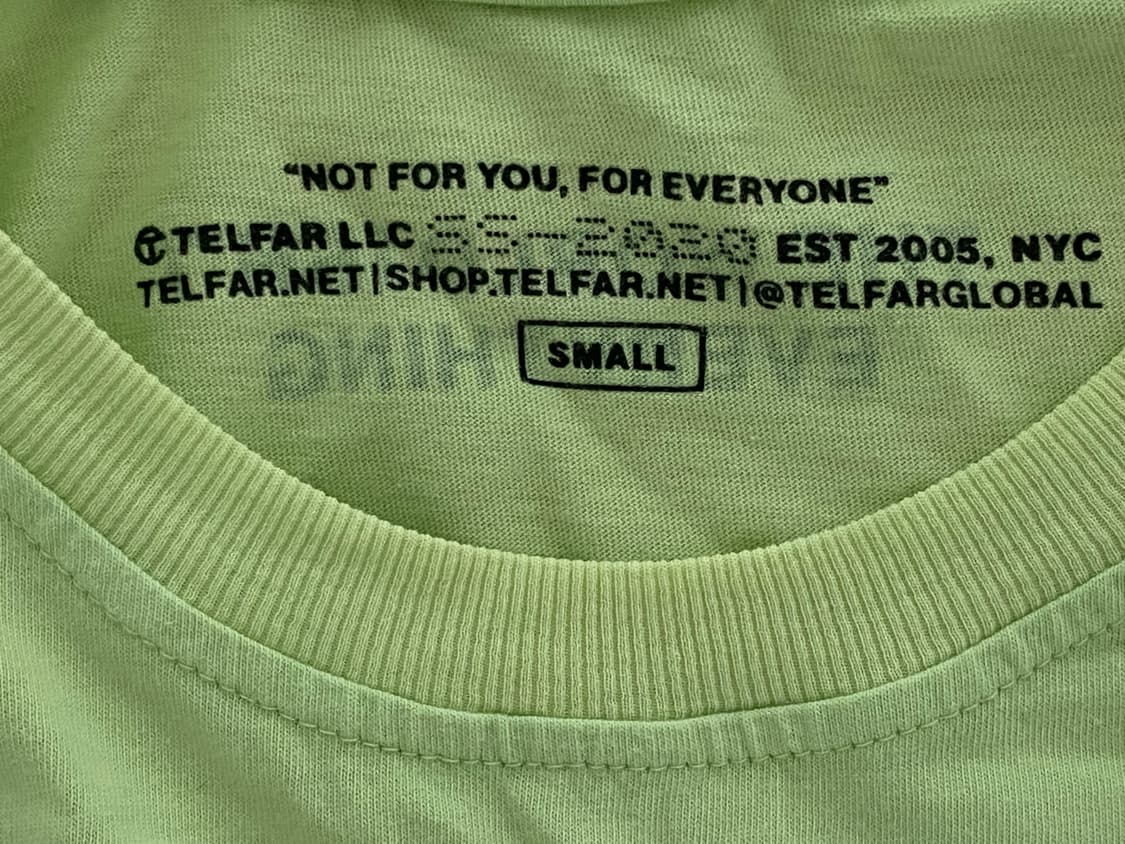 “NOT FOR YOU, FOR EVERYONE”
TELFAR LLC SS-2020 EST 2005, NYC
TELFAR.NET|SHOP.TELFAR.NET|@TELFARGLOBAL
SMALL